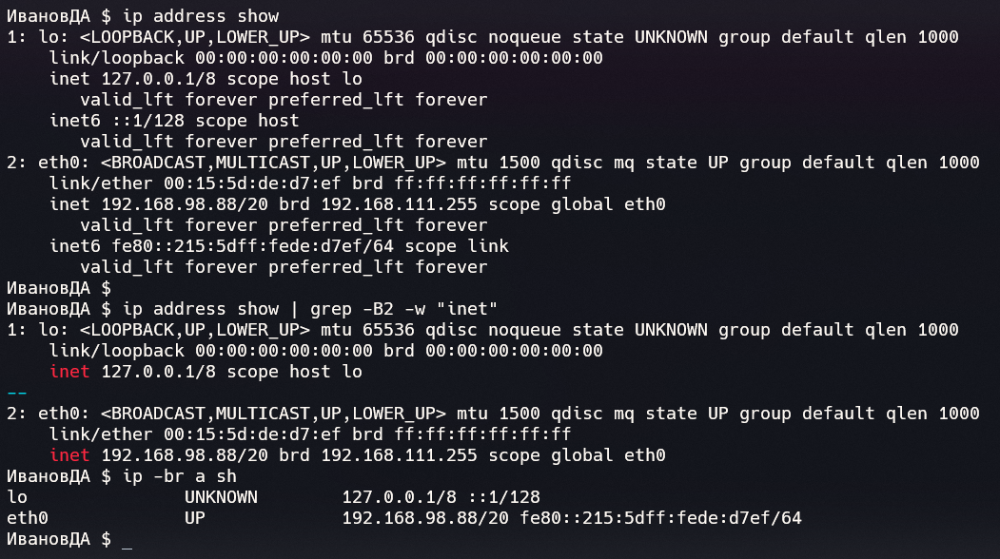 ИвановДА $ ip address show
1: lo: <LOOPBACK,UP,LOWER_UP> mtu 65536 qdisc noqueue state UNKNOWN group default qlen 1000
    link/loopback 00:00:00:00:00:00 brd 00:00:00:00:00:00
    inet 127.0.0.1/8 scope host lo
       valid_lft forever preferred_lft forever
    inet6 ::1/128 scope host
       valid_lft forever preferred_lft forever
2: eth0: <BROADCAST,MULTICAST,UP,LOWER_UP> mtu 1500 qdisc mq state UP group default qlen 1000
    link/ether 00:15:5d:de:d7:ef brd ff:ff:ff:ff:ff:ff
    inet 192.168.98.88/20 brd 192.168.111.255 scope global eth0
       valid_lft forever preferred_lft forever
    inet6 fe80::215:5dff:fede:d7ef/64 scope link
       valid_lft forever preferred_lft forever
ИвановДА $
ИвановДА $ ip address show | grep -B2 -w "inet"
1: lo: <LOOPBACK,UP,LOWER_UP> mtu 65536 qdisc noqueue state UNKNOWN group default qlen 1000
    link/loopback 00:00:00:00:00:00 brd 00:00:00:00:00:00
    inet 127.0.0.1/8 scope host lo
--
2: eth0: <BROADCAST,MULTICAST,UP,LOWER_UP> mtu 1500 qdisc mq state UP group default qlen 1000
    link/ether 00:15:5d:de:d7:ef brd ff:ff:ff:ff:ff:ff
    inet 192.168.98.88/20 brd 192.168.111.255 scope global eth0
ИвановДА $ ip -br a sh
lo               UNKNOWN        127.0.0.1/8 ::1/128
eth0             UP             192.168.98.88/20 fe80::215:5dff:fede:d7ef/64
ИвановДА $ _